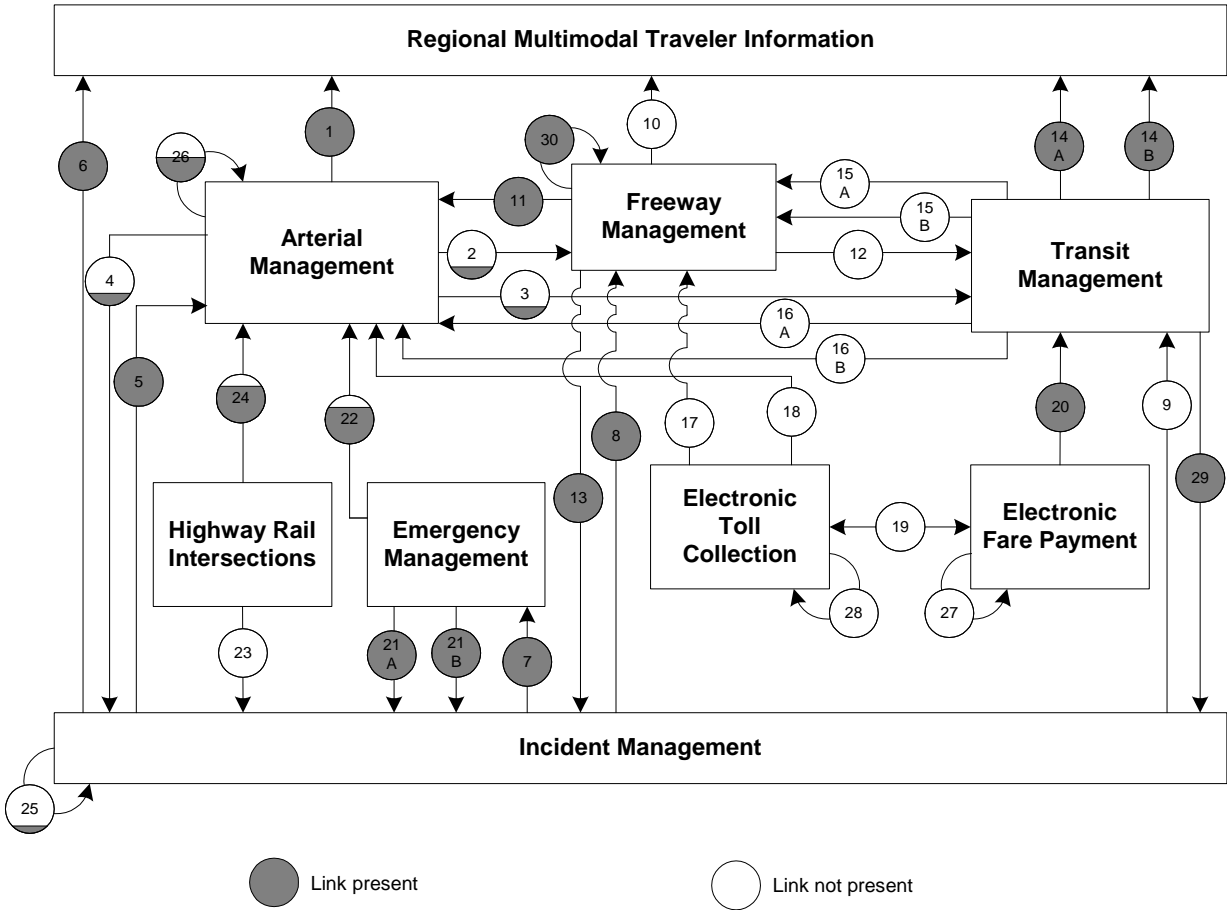 Regional Multimodal Traveler Information
6
1
10
14
A
14
B
26
30
15
A
11
15
B
Freeway
Management
Arterial
Management
Transit
Management
2
12
4
3
16
A
16
B
5
24
22
8
17
18
20
9
13
29
Highway Rail
Intersections
Emergency
Management
Electronic
Toll
Collection
19
Electronic
Fare Payment
28
27
23
21
A
21
B
7
Incident Management
25
Link present
Link not present